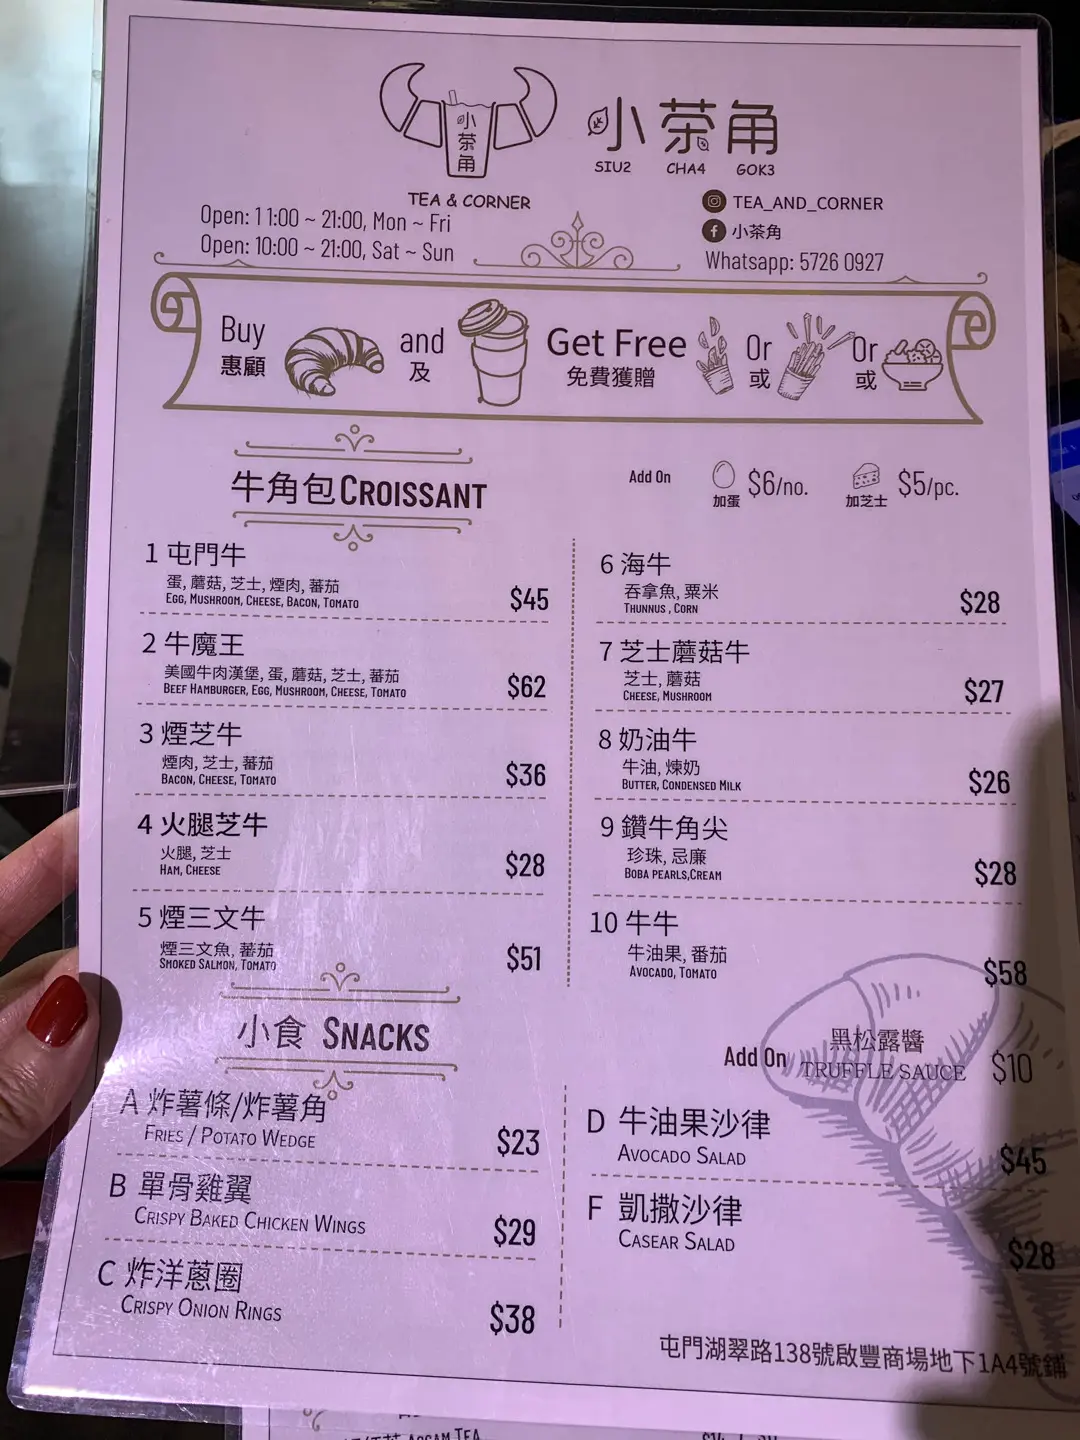 小茶角
小茶角
SIU2 CHA4 GOK3
TEA & CORNER
TEA_AND_CORNER
小茶角
Whatsapp: 5726 0927
Open: 11:00 ~ 21:00, Mon ~ Fri
Open: 10:00 ~ 21:00, Sat ~ Sun
Buy and Get Free Or Or
惠顧 及 免費獲贈 或 或
牛角包 CROISSANT
Add On $6/no. $5/pc.
加蛋 加芝士
1 屯門牛
蛋, 蘑菇, 芝士, 煙肉, 蕃茄
EGG, MUSHROOM, CHEESE, BACON, TOMATO
$45
2 牛魔王
美國牛肉漢堡, 蛋, 蘑菇, 芝士, 蕃茄
BEEF HAMBURGER, EGG, MUSHROOM, CHEESE, TOMATO
$62
3 煙芝牛
煙肉, 芝士, 蕃茄
BACON, CHEESE, TOMATO
$36
4 火腿芝牛
火腿, 芝士
HAM, CHEESE
$28
5 煙三文牛
煙三文魚, 蕃茄
SMOKED SALMON, TOMATO
$51
6 海牛
吞拿魚, 粟米
THUNNUS , CORN
$28
7 芝士蘑菇牛
芝士, 蘑菇
CHEESE, MUSHROOM
$27
8 奶油牛
牛油, 煉奶
BUTTER, CONDENSED MILK
$26
9 鑽牛角尖
珍珠, 忌廉
BOBA PEARLS,CREAM
$28
10 牛牛
牛油果, 番茄
AVOCADO, TOMATO
$58
小食 SNACKS
Add On 黑松露醬
TRUFFLE SAUCE $10
A 炸薯條/炸薯角
FRIES / POTATO WEDGE
$23
B 單骨雞翼
CRISPY BAKED CHICKEN WINGS
$29
C 炸洋蔥圈
CRISPY ONION RINGS
$38
D 牛油果沙律
AVOCADO SALAD
$45
F 凱撒沙律
CASEAR SALAD
$28
屯門湖翠路138號啟豐商場地下1A4號鋪
ASSAM TEA